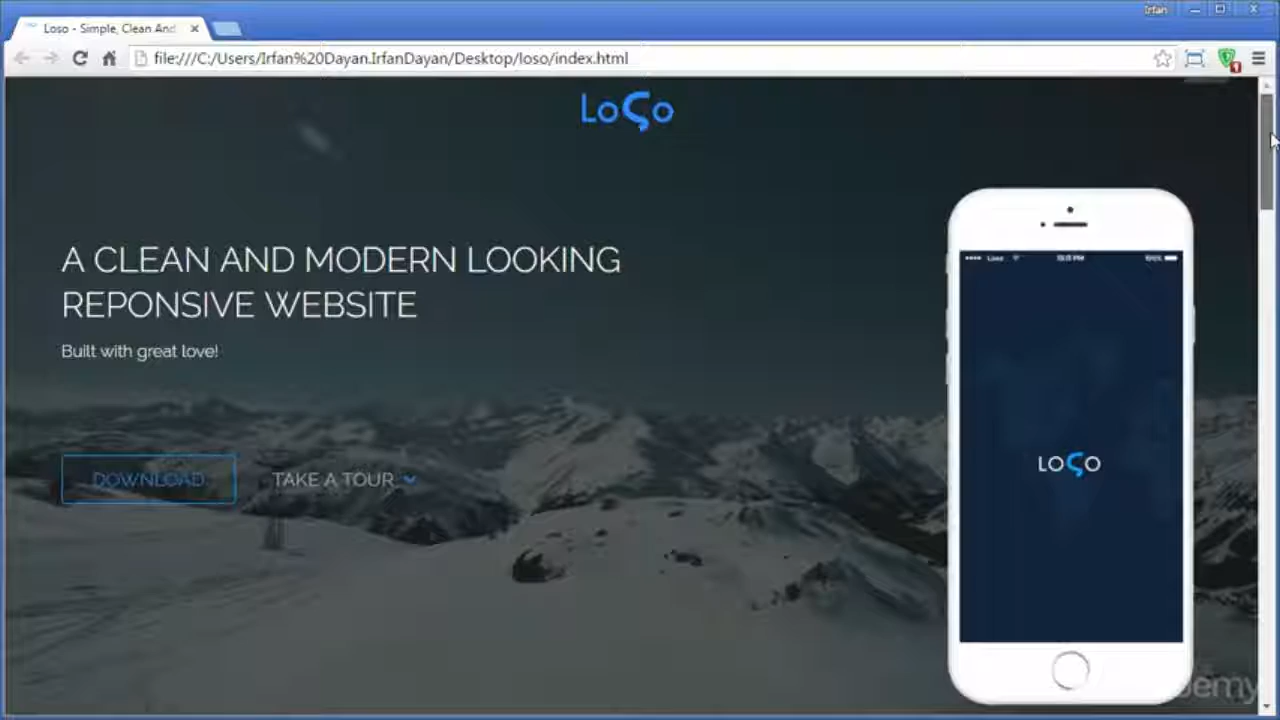 Irfan
Loso - Simple, Clean And
file:///C:/Users/Irfan%20Dayan.IrfanDayan/Desktop/loso/index.html
Loso
A CLEAN AND MODERN LOOKING
REPONSIVE WEBSITE
Built with great love!
DOWNLOAD
TAKE A TOUR
Loso
LOSO